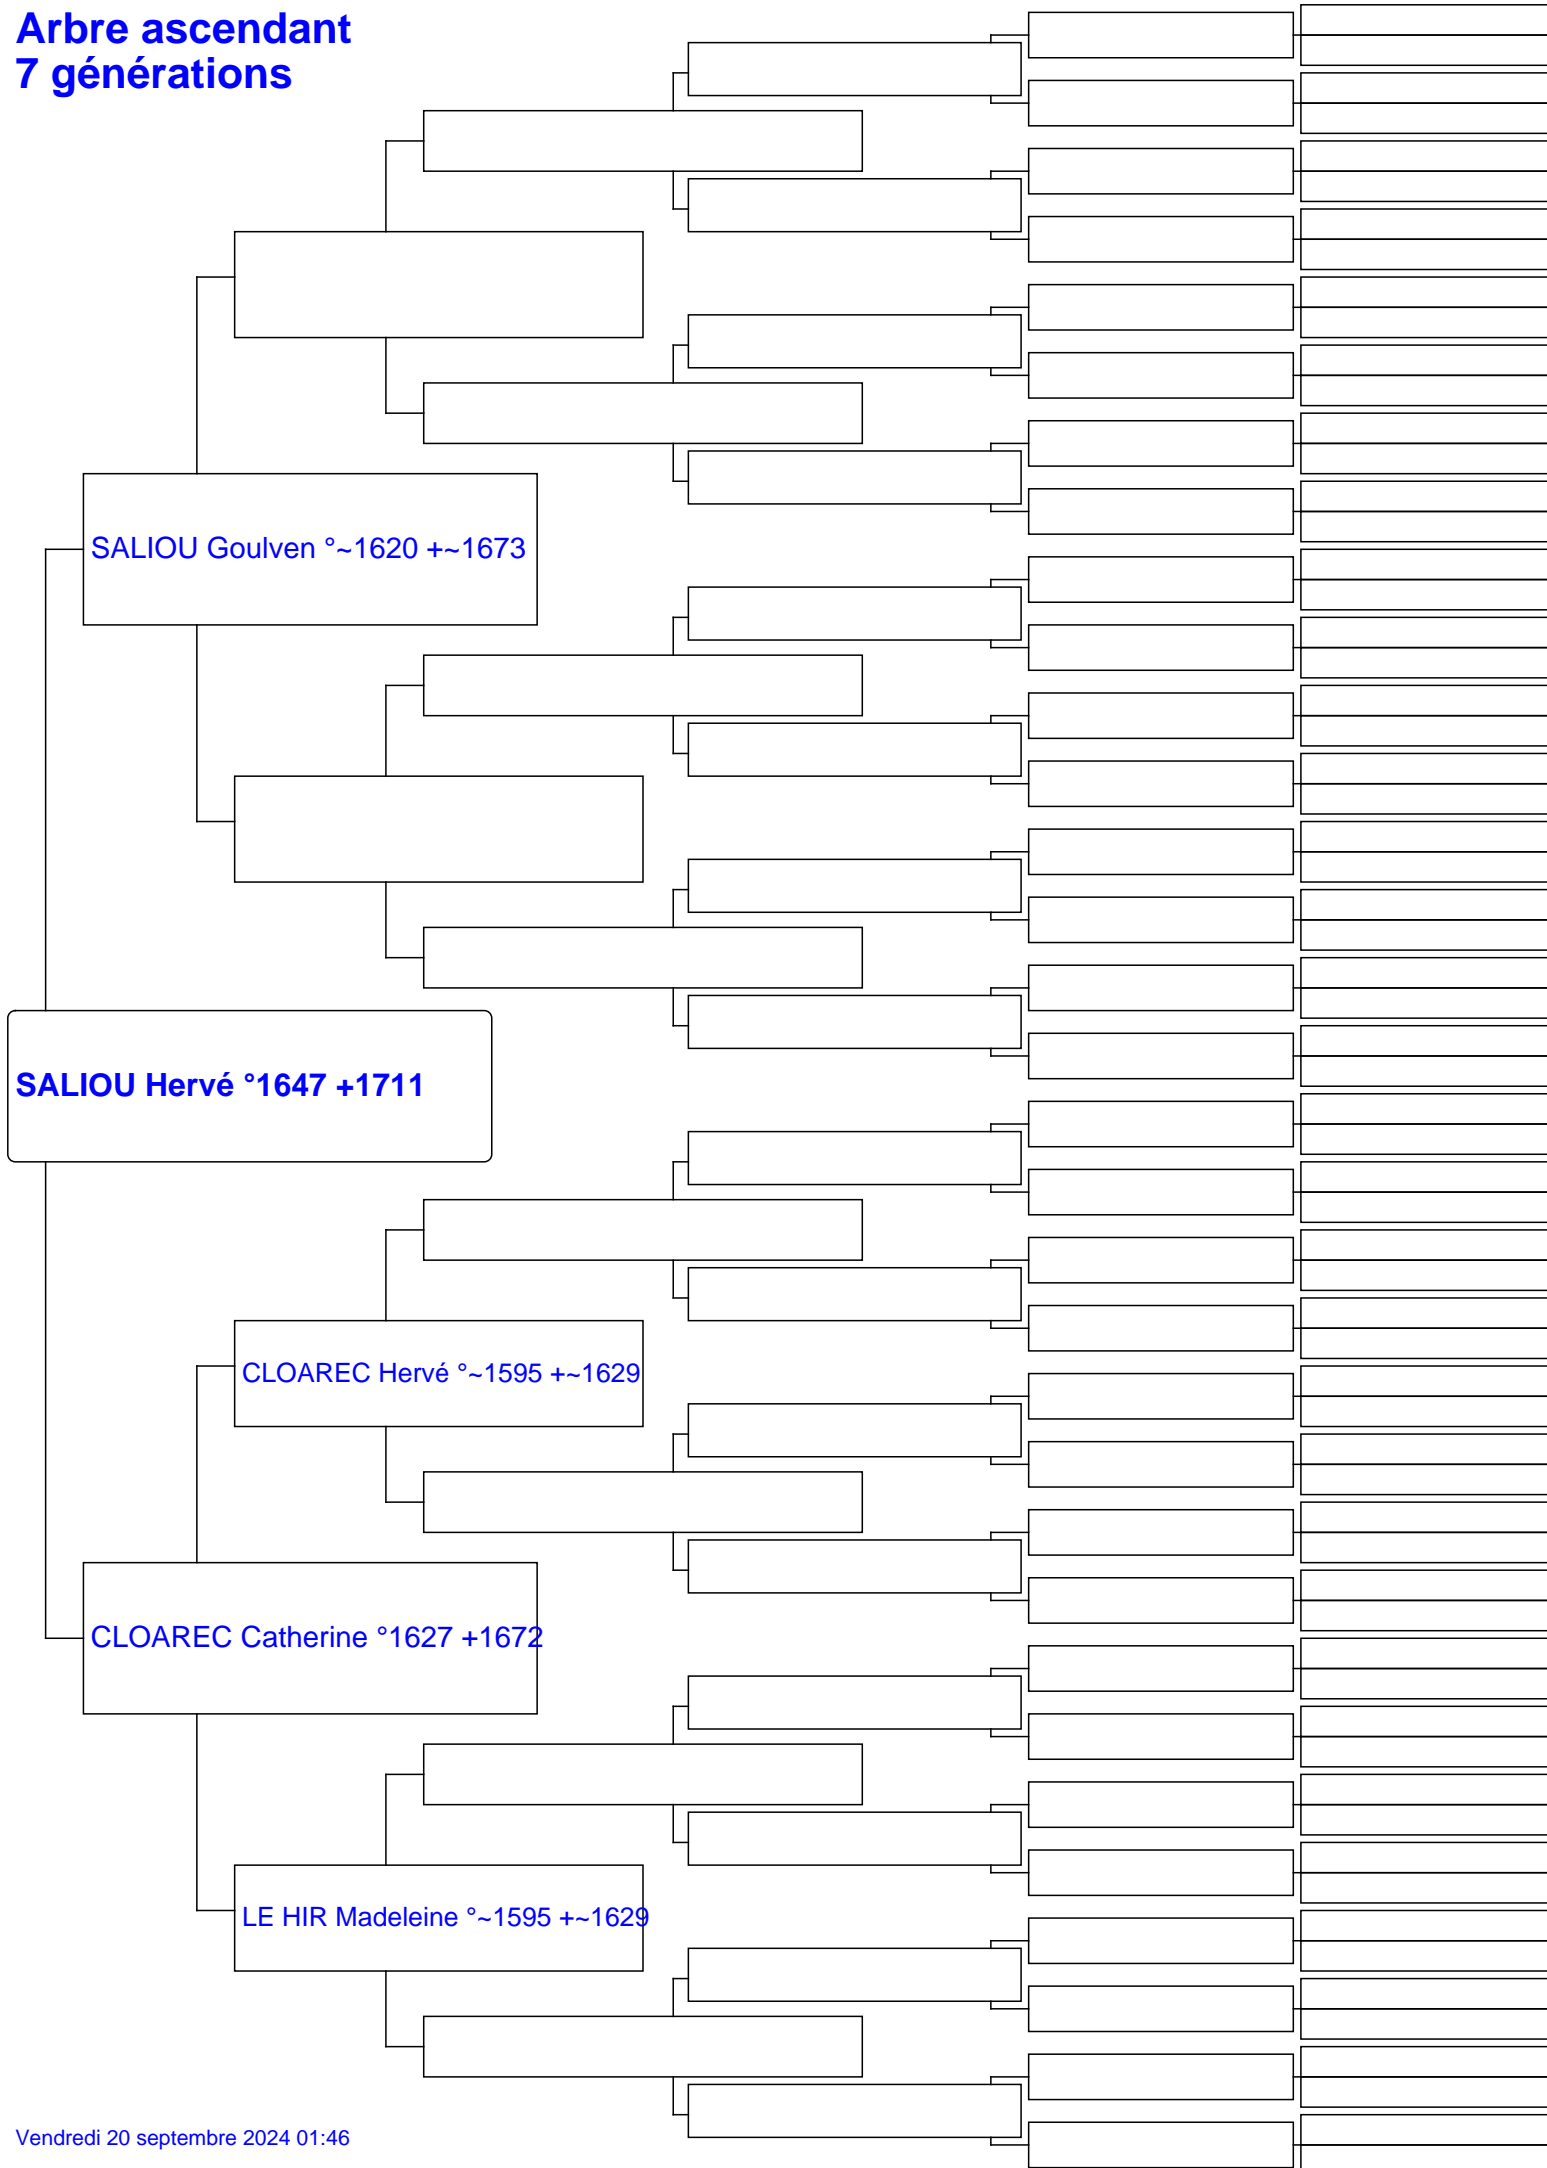 Arbre ascendant
7 générations
SALIOU Goulven °~1620 +~1673
SALIOU Hervé °1647 +1711
CLOAREC Hervé °~1595 +~1629
CLOAREC Catherine °1627 +1672
LE HIR Madeleine °~1595 +~1629
Vendredi 20 septembre 2024 01:46